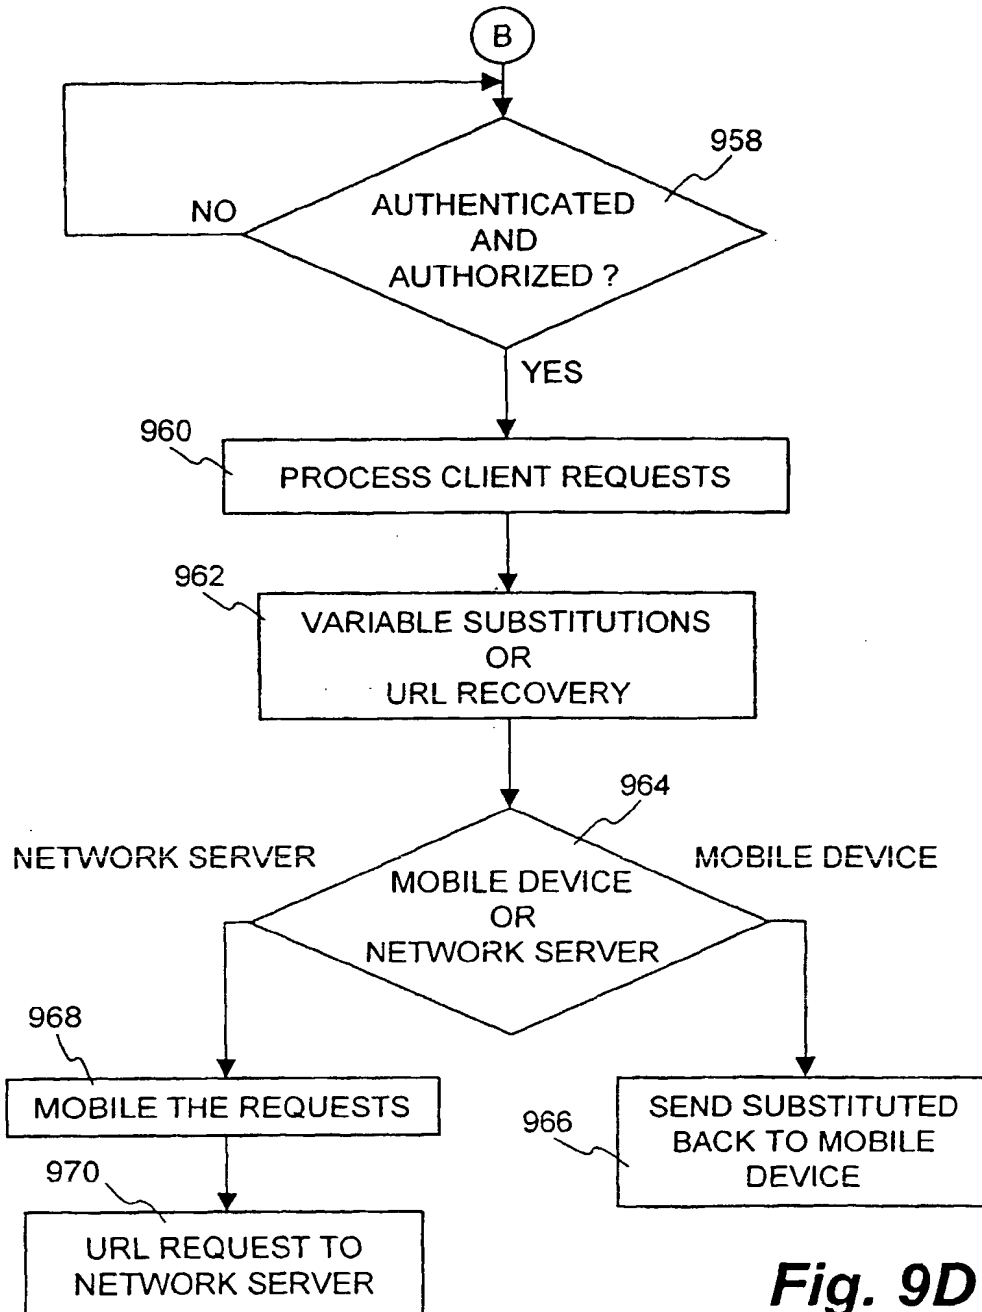 B
958
NO
AUTHENTICATED
AND
AUTHORIZED ?
YES
960
PROCESS CLIENT REQUESTS
962
VARIABLE SUBSTITUTIONS
OR
URL RECOVERY
964
NETWORK SERVER
MOBILE DEVICE
MOBILE DEVICE
OR
NETWORK SERVER
968
MOBILE THE REQUESTS
966
SEND SUBSTITUTED
BACK TO MOBILE
DEVICE
970
URL REQUEST TO
NETWORK SERVER
Fig. 9D